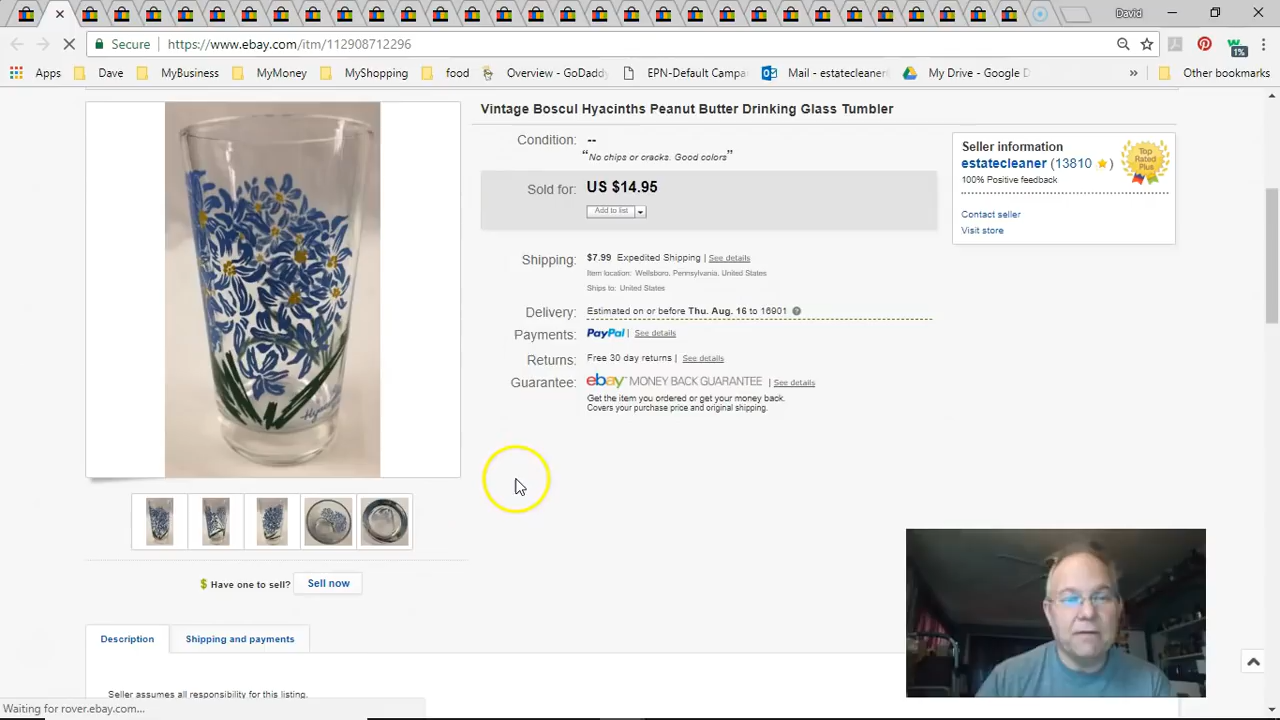 David
Secure
https://www.ebay.com/itm/112908712296
1%
Apps Dave MyBusiness MyMoney MyShopping food Overview - GoDaddy EPN-Default Campa Mail - estatecleaner My Drive - Google D » Other bookmarks
Vintage Boscul Hyacinths Peanut Butter Drinking Glass Tumbler
Condition: --
“No chips or cracks. Good colors”
Sold for: US $14.95
Add to list
Shipping: $7.99 Expedited Shipping | See details
Item location: Wellsboro, Pennsylvania, United States
Ships to: United States
Delivery: Estimated on or before Thu. Aug. 16 to 16901
Payments: PayPal | See details
Returns: Free 30 day returns | See details
Guarantee: ebay MONEY BACK GUARANTEE | See details
Get the item you ordered or get your money back.
Covers your purchase price and original shipping.
Seller information
estatecleaner (13810 )
100% Positive feedback
Top
Rated
Plus
Contact seller
Visit store
$ Have one to sell? Sell now
Description Shipping and payments
Seller assumes all responsibility for this listing.
Waiting for rover.ebay.com...